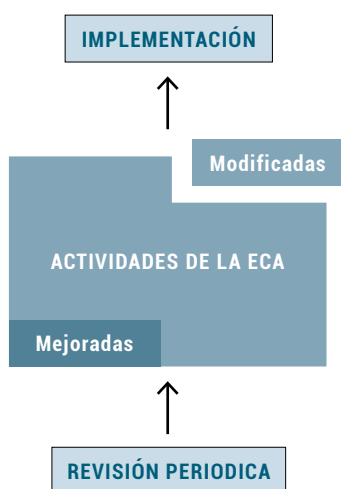 IMPLEMENTACIÓN
Modificadas
ACTIVIDADES DE LA ECA
Mejoradas
REVISIÓN PERIODICA